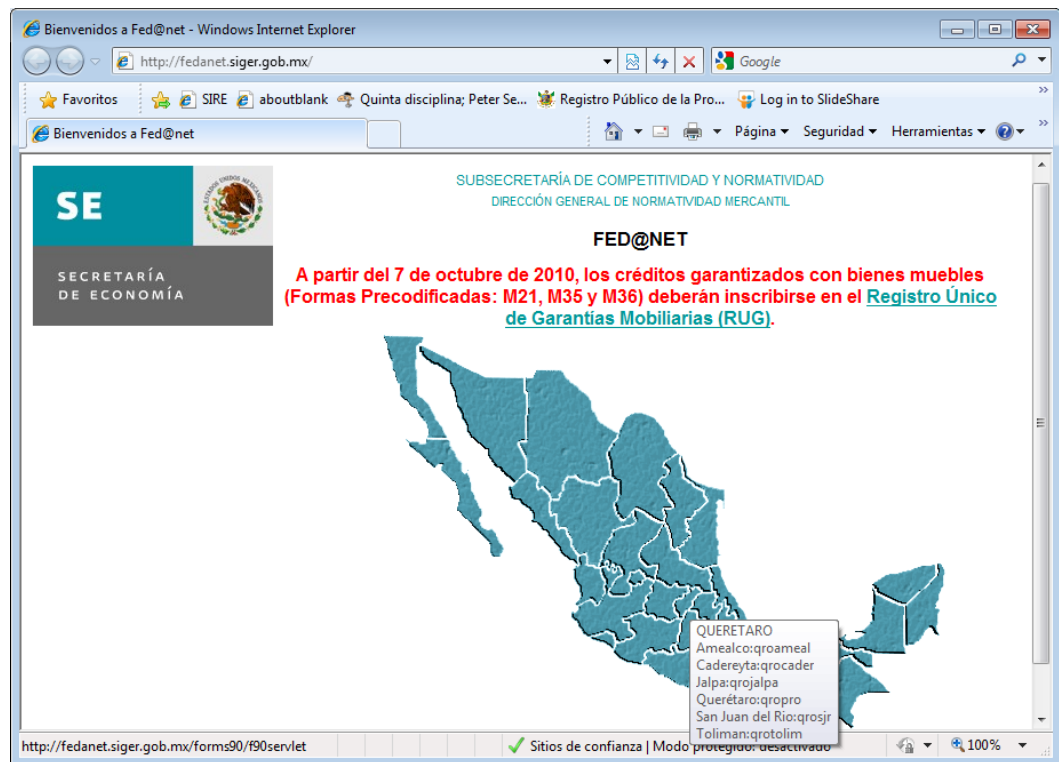 Bienvenidos a Fed@net - Windows Internet Explorer
http://fedanet.siger.gob.mx/
Google
Favoritos SIRE aboutblank Quinta disciplina; Peter Se... Registro Público de la Pro... Log in to SlideShare
Bienvenidos a Fed@net
Página Seguridad Herramientas
SE
SECRETARÍA
DE ECONOMÍA
SUBSECRETARÍA DE COMPETITIVIDAD Y NORMATIVIDAD
DIRECCIÓN GENERAL DE NORMATIVIDAD MERCANTIL
FED@NET
A partir del 7 de octubre de 2010, los créditos garantizados con bienes muebles
(Formas Precodificadas: M21, M35 y M36) deberán inscribirse en el Registro Único
de Garantías Mobiliarias (RUG).
QUERETARO
Amealco:qroameal
Cadereyta:qrocader
Jalpa:qrojalpa
Querétaro:qropro
San Juan del Rio:qrosjr
Toliman:qrotolim
http://fedanet.siger.gob.mx/forms90/f90servlet
Sitios de confianza | Modo protegido: desactivado
100%